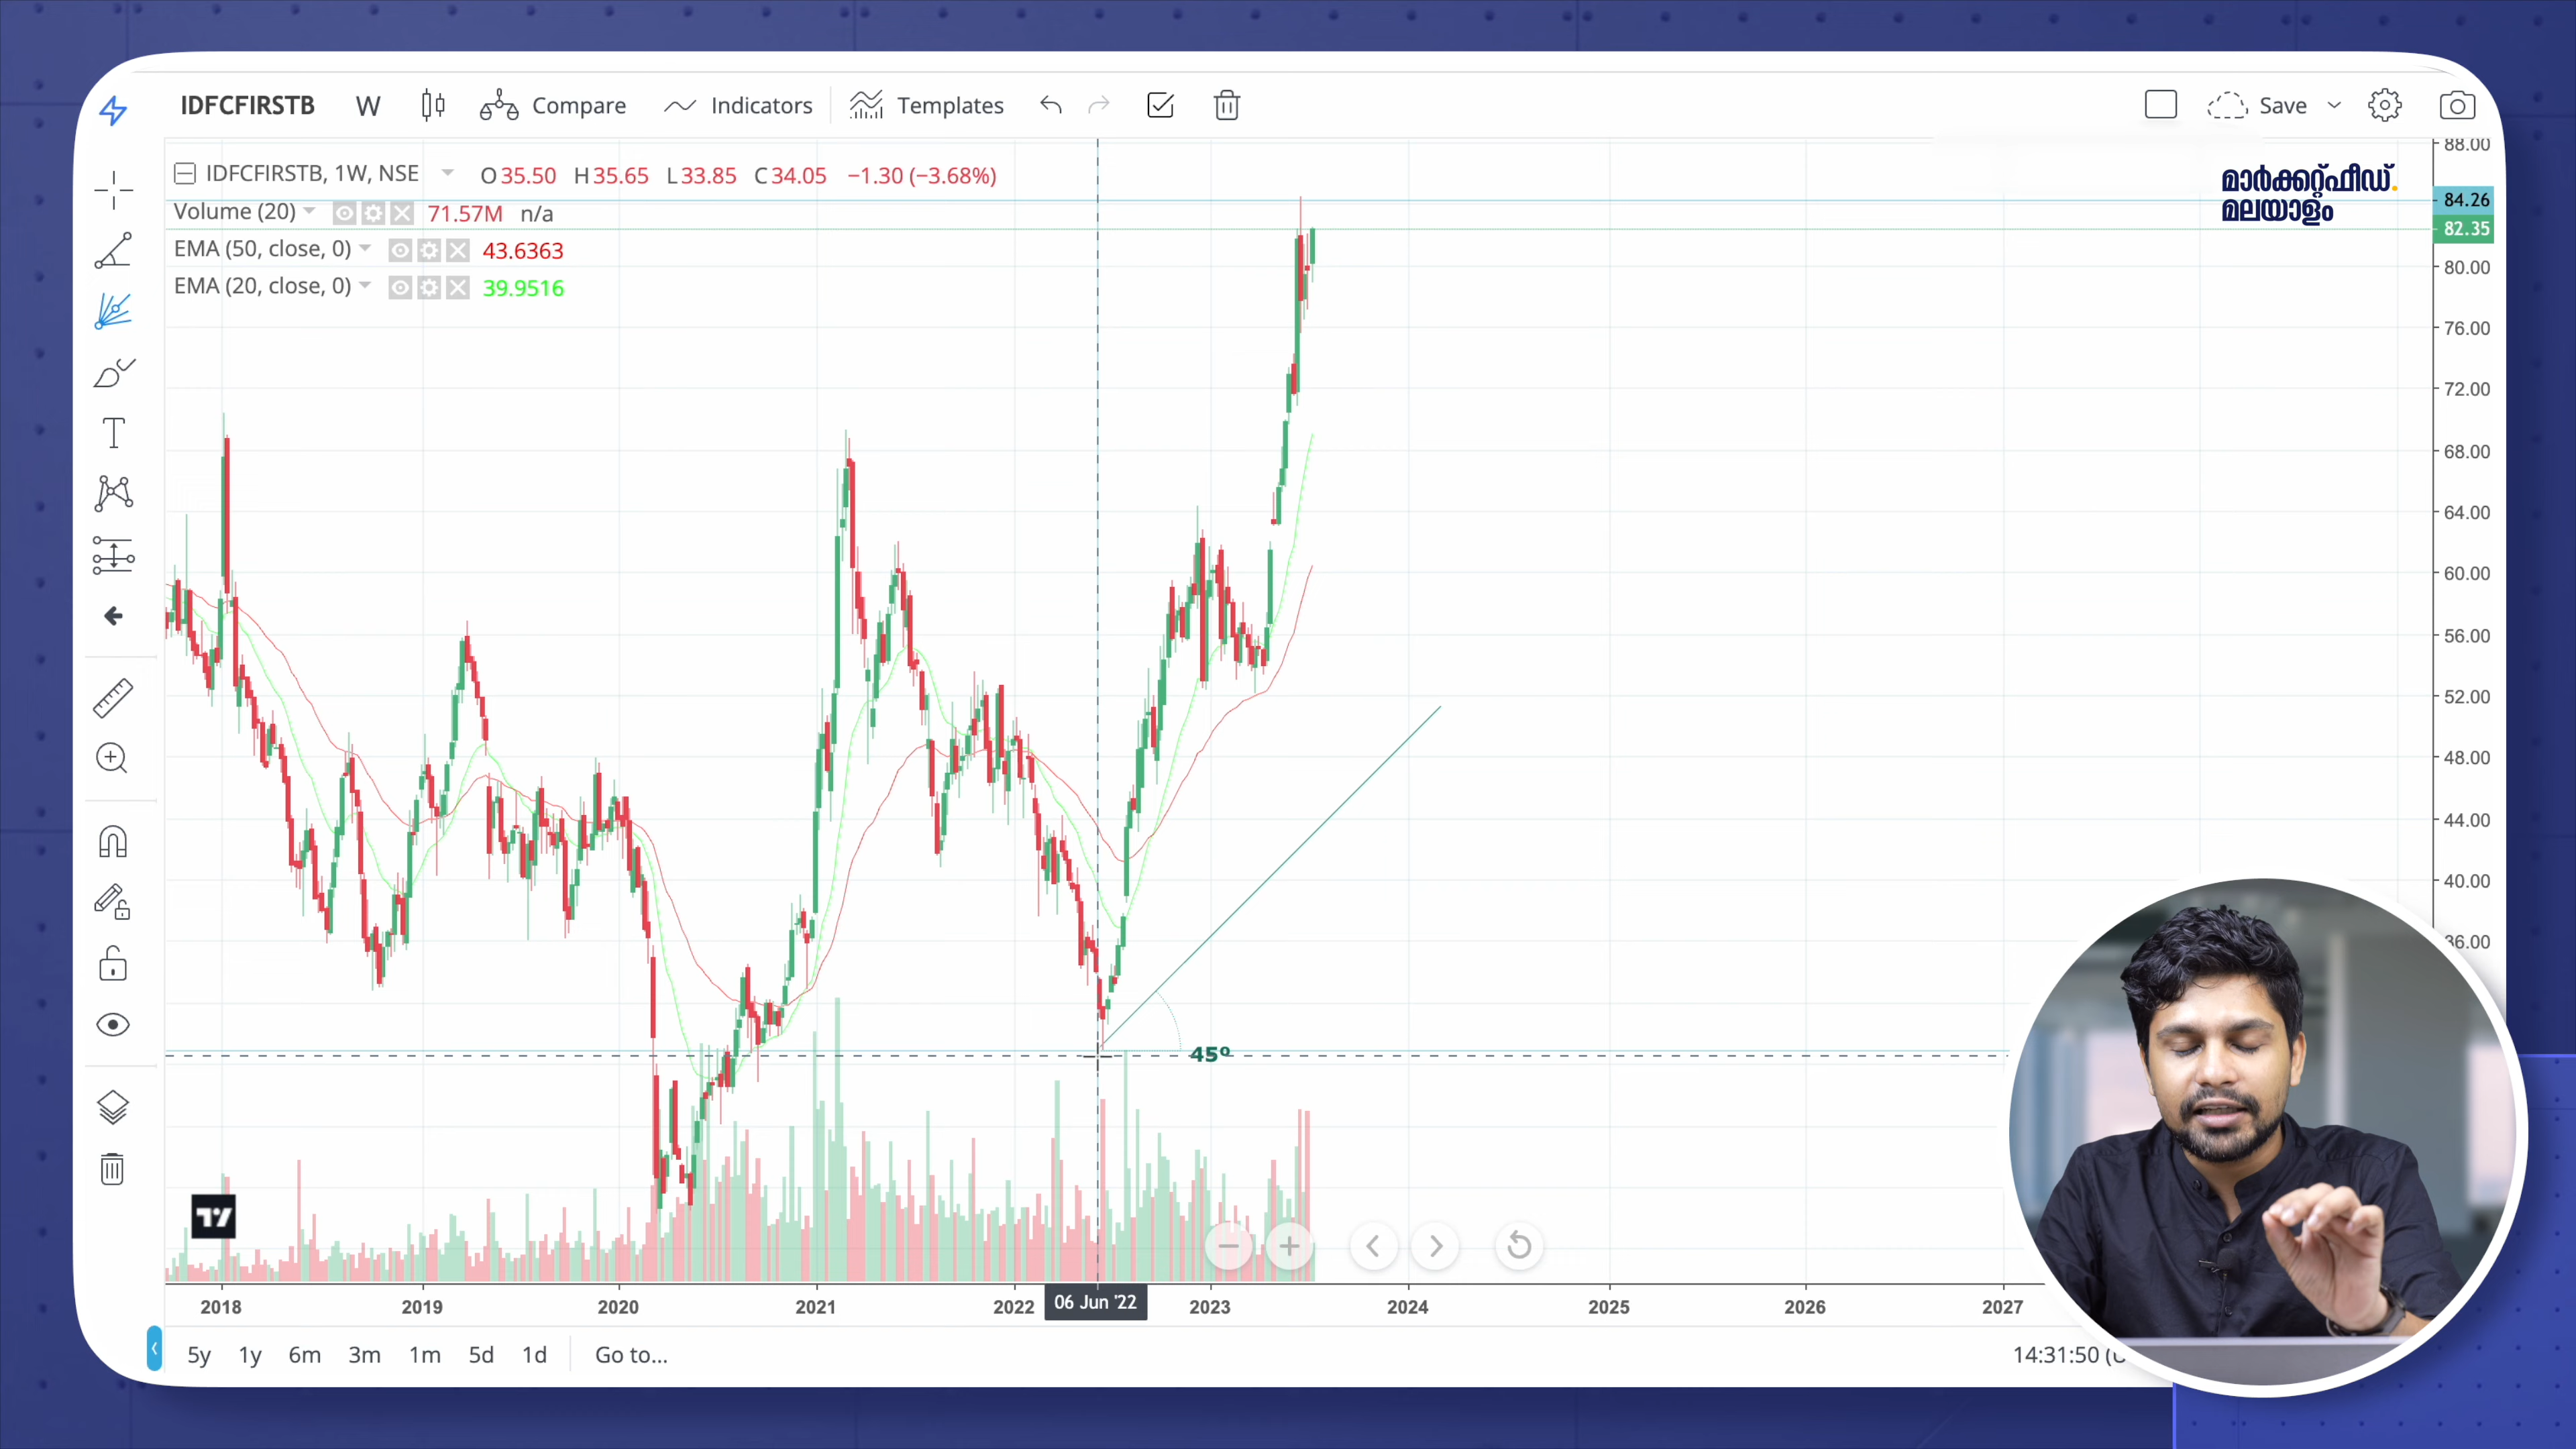 IDFCFIRSTB W Compare Indicators Templates Save
IDFCFIRSTB, 1W, NSE O35.50 H35.65 L33.85 C34.05 −1.30 (−3.68%)
Volume (20) 71.57M n/a
EMA (50, close, 0) 43.6363
EMA (20, close, 0) 39.9516
മാർക്കറ്റ്ഫീഡ്.
മലയാളം
88.00
84.26
82.35
80.00
76.00
72.00
68.00
64.00
60.00
56.00
52.00
48.00
44.00
40.00
36.00
45º
2018 2019 2020 2021 2022 06 Jun '22 2023 2024 2025 2026 2027
5y 1y 6m 3m 1m 5d 1d Go to... 14:31:50